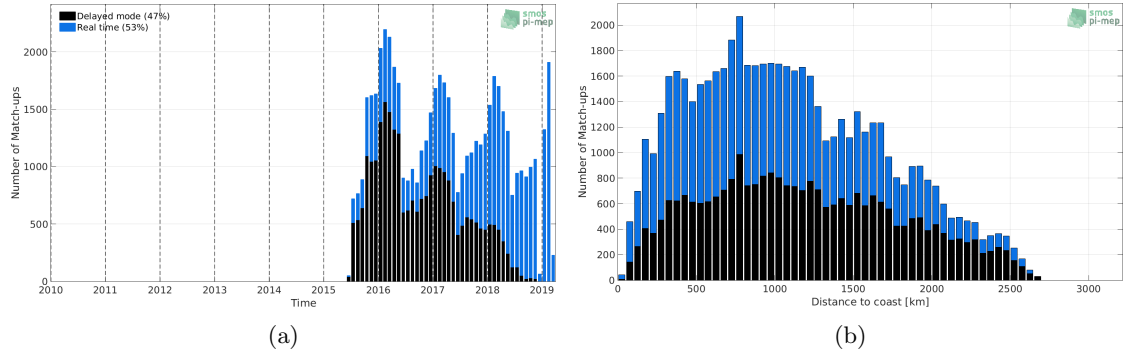 Delayed mode (47%)
Real time (53%)
smos
pi-mep
Number of Match-ups
2000
1500
1000
500
0
2010 2011 2012 2013 2014 2015 2016 2017 2018 2019
Time
(a)
smos
pi-mep
Number of Match-ups
2000
1800
1600
1400
1200
1000
800
600
400
200
0
0 500 1000 1500 2000 2500 3000
Distance to coast [km]
(b)